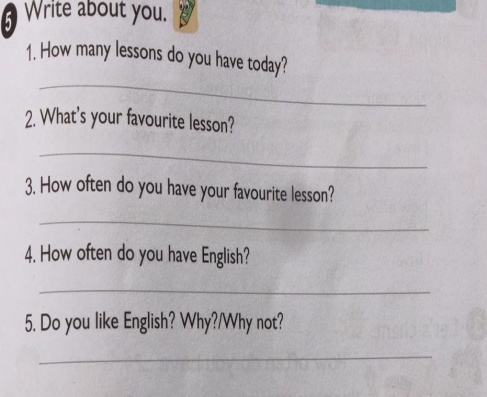 5 Write about you.
1. How many lessons do you have today?
2. What's your favourite lesson?
3. How often do you have your favourite lesson?
4. How often do you have English?
5. Do you like English? Why?/Why not?